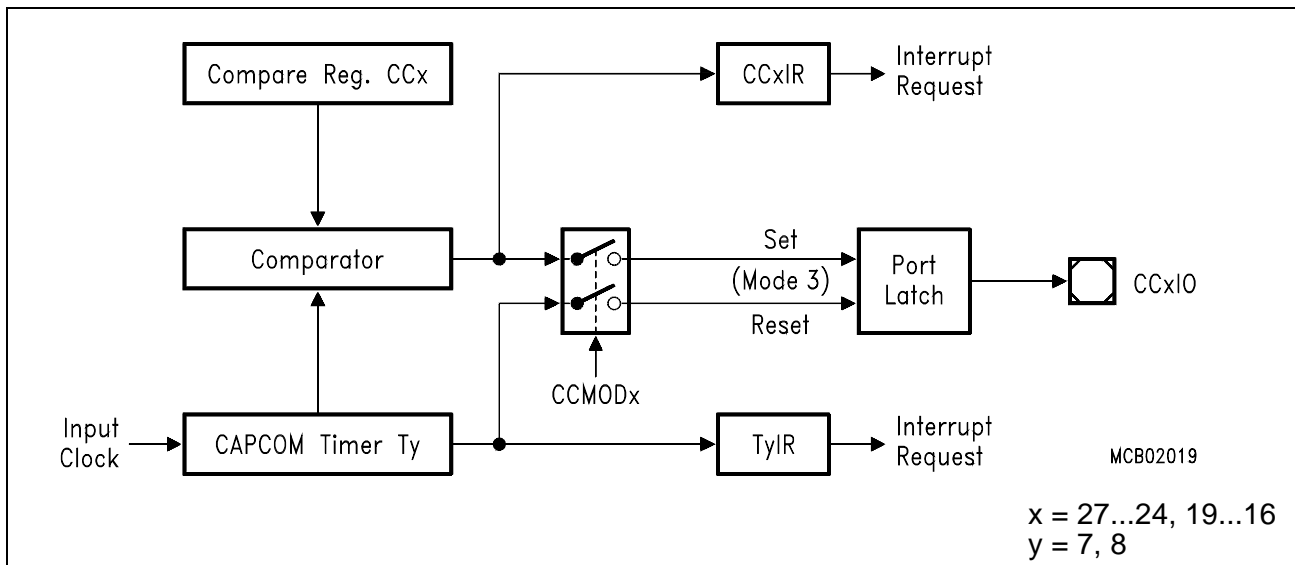 Compare Reg. CCx
CCxIR
Interrupt
Request
Comparator
Set
(Mode 3)
Reset
Port
Latch
CCxIO
CCMODx
Input
Clock
CAPCOM Timer Ty
TyIR
Interrupt
Request
MCB02019
x = 27...24, 19...16
y = 7, 8